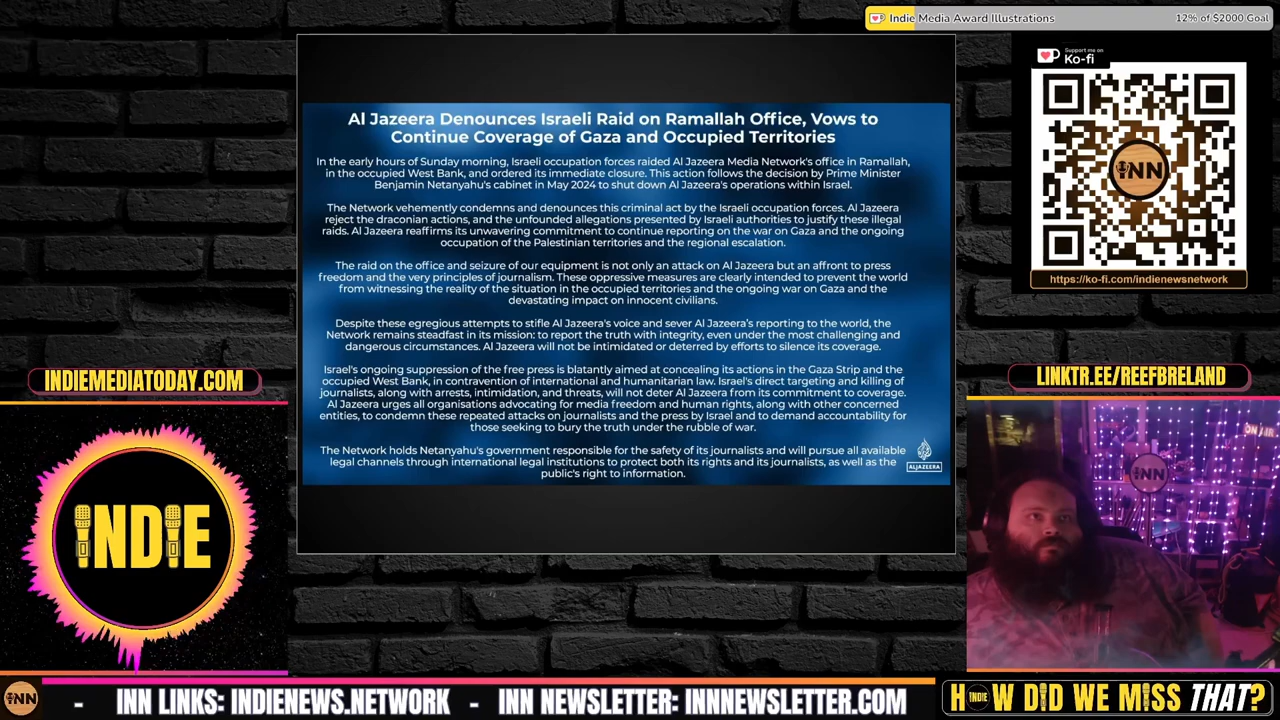 Indie Media Award Illustrations
12% of $2000 Goal
Support me on
Ko-fi
INN
https://ko-fi.com/indienewsnetwork
Al Jazeera Denounces Israeli Raid on Ramallah Office, Vows to
Continue Coverage of Gaza and Occupied Territories
In the early hours of Sunday morning, Israeli occupation forces raided Al Jazeera Media Network's office in Ramallah,
in the occupied West Bank, and ordered its immediate closure. This action follows the decision by Prime Minister
Benjamin Netanyahu's cabinet in May 2024 to shut down Al Jazeera's operations within Israel.
The Network vehemently condemns and denounces this criminal act by the Israeli occupation forces. Al Jazeera
reject the draconian actions, and the unfounded allegations presented by Israeli authorities to justify these illegal
raids. Al Jazeera reaffirms its unwavering commitment to continue reporting on the war on Gaza and the ongoing
occupation of the Palestinian territories and the regional escalation.
The raid on the office and seizure of our equipment is not only an attack on Al Jazeera but an affront to press
freedom and the very principles of journalism. These oppressive measures are clearly intended to prevent the world
from witnessing the reality of the situation in the occupied territories and the ongoing war on Gaza and the
devastating impact on innocent civilians.
Despite these egregious attempts to stifle Al Jazeera's voice and sever Al Jazeera's reporting to the world, the
Network remains steadfast in its mission: to report the truth with integrity, even under the most challenging and
dangerous circumstances. Al Jazeera will not be intimidated or deterred by efforts to silence its coverage.
Israel's ongoing suppression of the free press is blatantly aimed at concealing its actions in the Gaza Strip and the
occupied West Bank, in contravention of international and humanitarian law. Israel's direct targeting and killing of
journalists, along with arrests, intimidation, and threats, will not deter Al Jazeera from its commitment to coverage.
Al Jazeera urges all organisations advocating for media freedom and human rights, along with other concerned
entities, to condemn these repeated attacks on journalists and the press by Israel and to demand accountability for
those seeking to bury the truth under the rubble of war.
The Network holds Netanyahu's government responsible for the safety of its journalists and will pursue all available
legal channels through international legal institutions to protect both its rights and its journalists, as well as the
public's right to information.
ALJAZEERA
INDIEMEDIATODAY.COM
LINKTR.EE/REEFBRELAND
INDIE
ON AIR
INN
INN
- INN LINKS: INDIENEWS.NETWORK - INN NEWSLETTER: INNNEWSLETTER.COM
HOW DID WE MISS THAT?